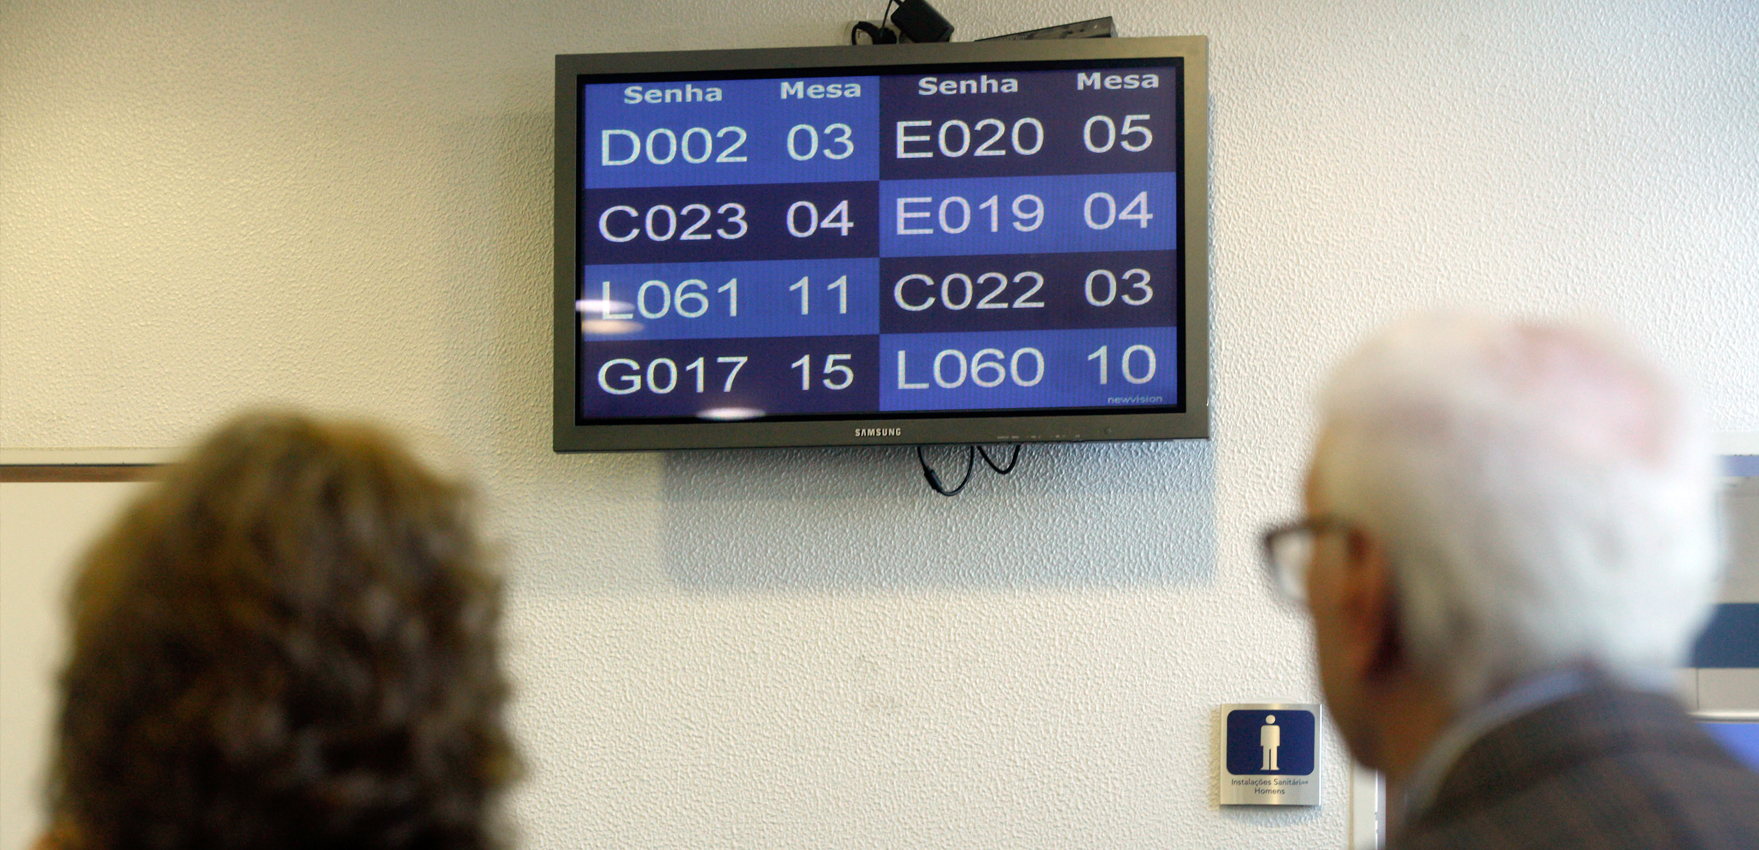 Senha Mesa Senha Mesa
D002 03 E020 05
C023 04 E019 04
L061 11 C022 03
G017 15 L060 10
newvision
SAMSUNG
Instalações Sanitárias
Homens